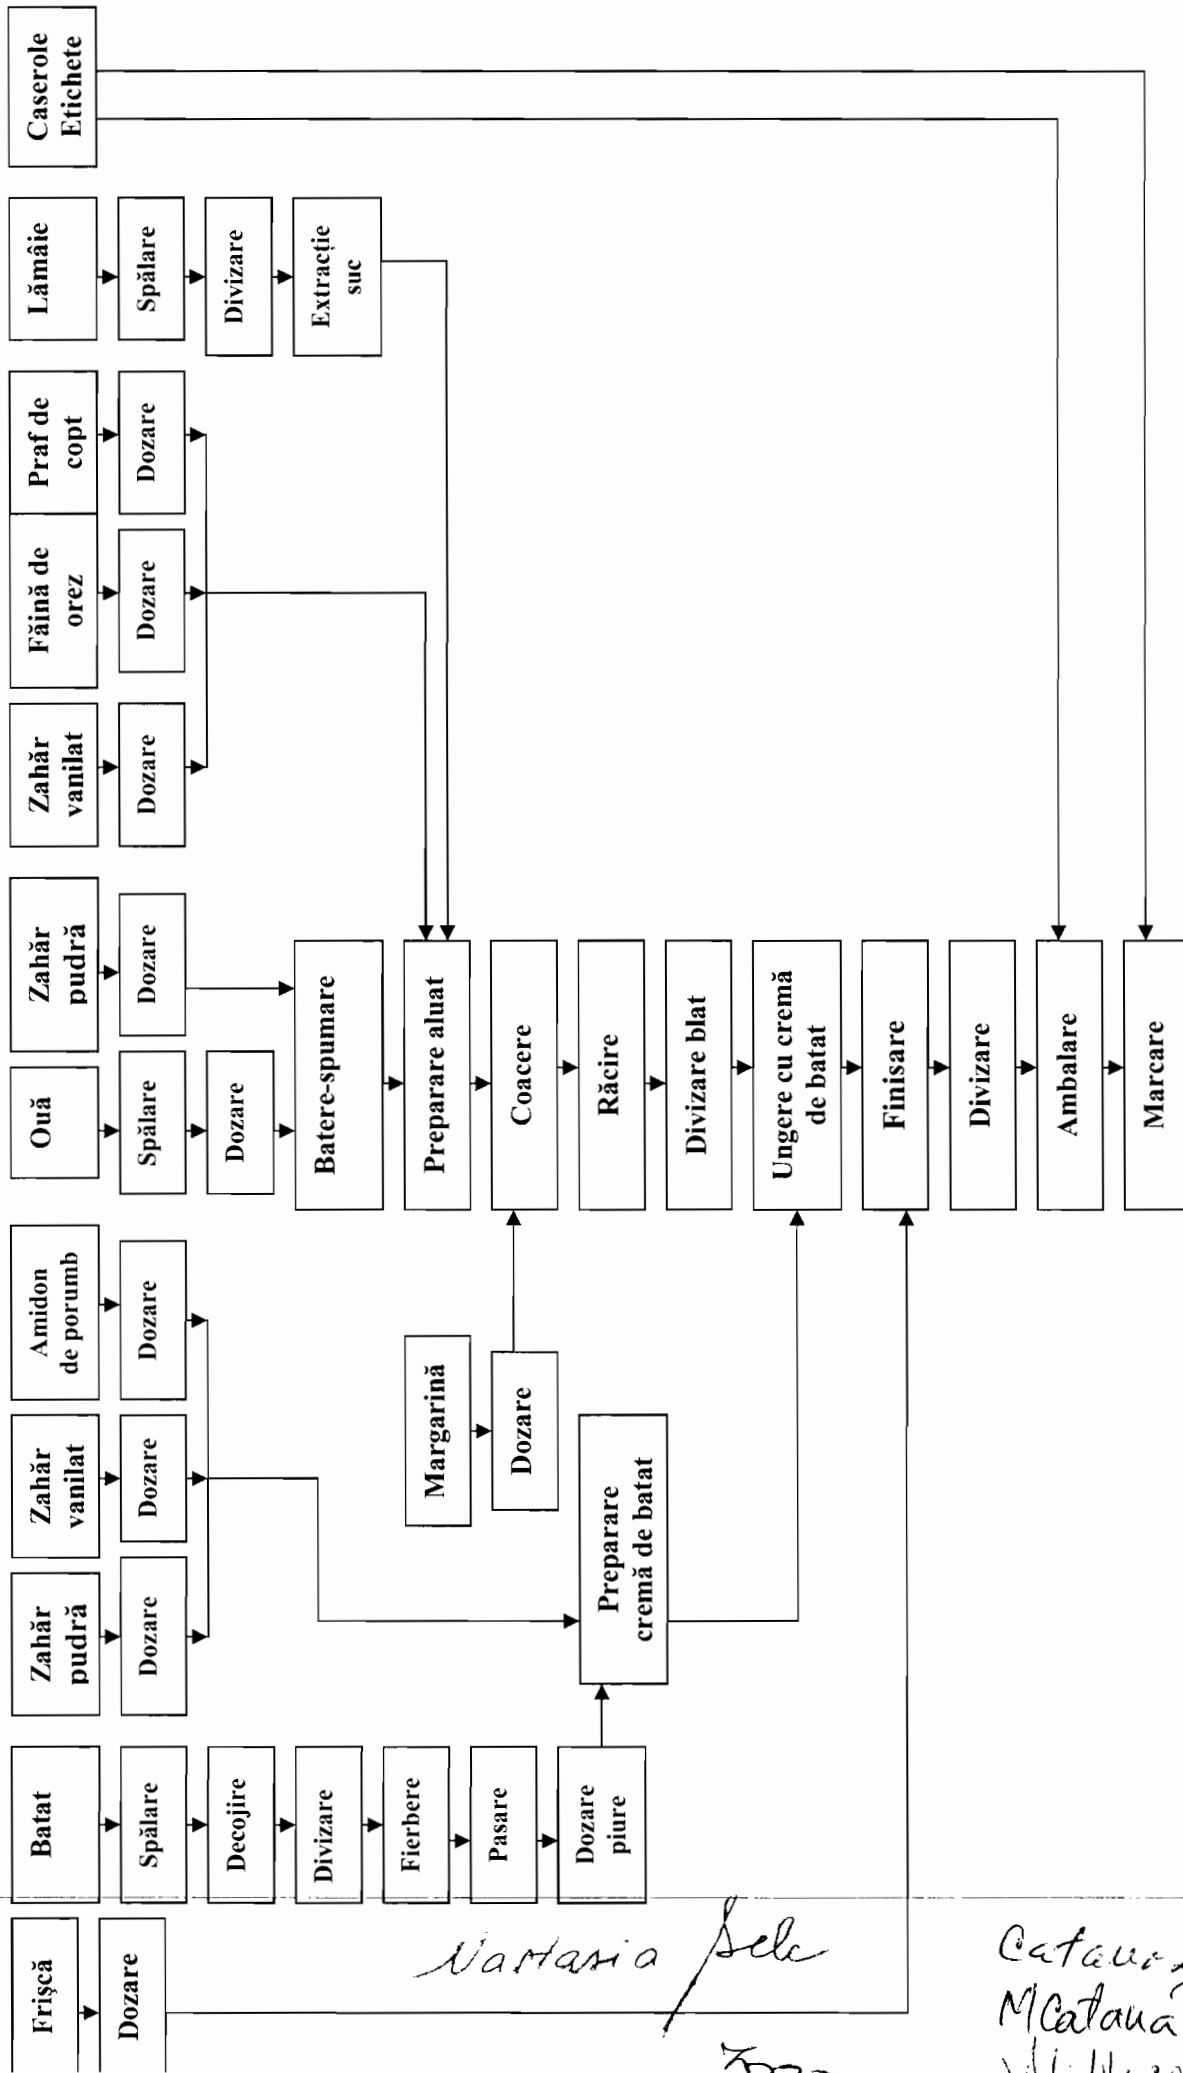 Frișcă
Batat
Zahăr
pudră
Zahăr
vanilat
Amidon
de porumb
Ouă
Zahăr
pudră
Zahăr
vanilat
Făină de
orez
Praf de
copt
Lămâie
Caserole
Etichete
Dozare
Spălare
Dozare
Dozare
Dozare
Spălare
Dozare
Dozare
Dozare
Dozare
Spălare
Decojire
Dozare
Divizare
Divizare
Batere-spumare
Extracție
suc
Fierbere
Margarină
Preparare aluat
Pasare
Dozare
Coacere
Dozare
piure
Preparare
cremă de batat
Răcire
Divizare blat
Ungere cu cremă
de batat
Finisare
Divizare
Ambalare
Marcare
Nastasia
MCatana